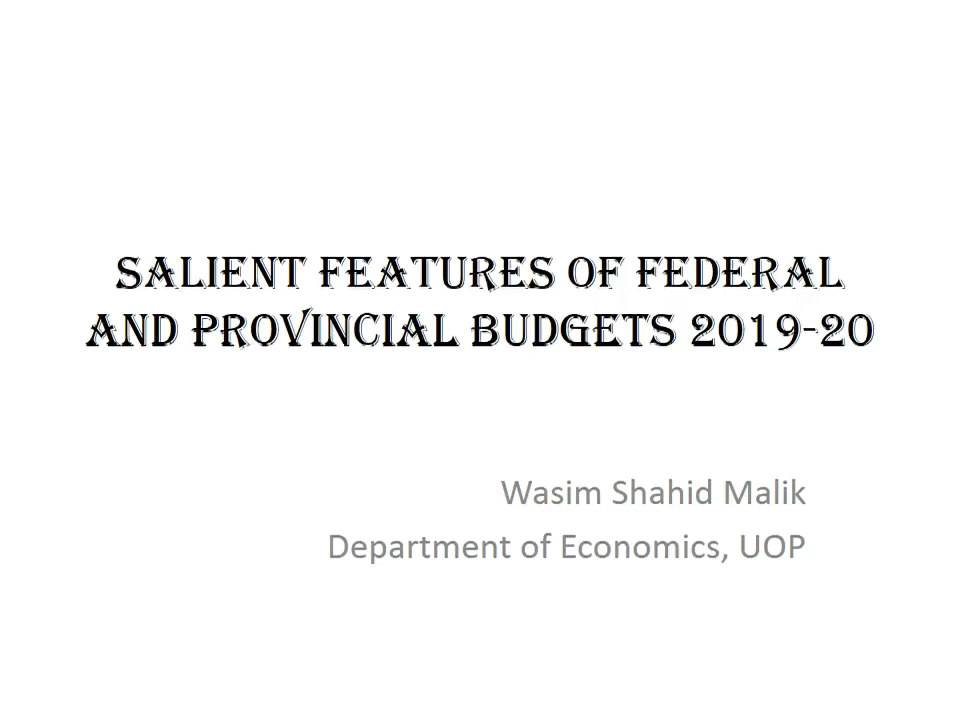 SALIENT FEATURES OF FEDERAL
AND PROVINCIAL BUDGETS 2019-20
Wasim Shahid Malik
Department of Economics, UOP